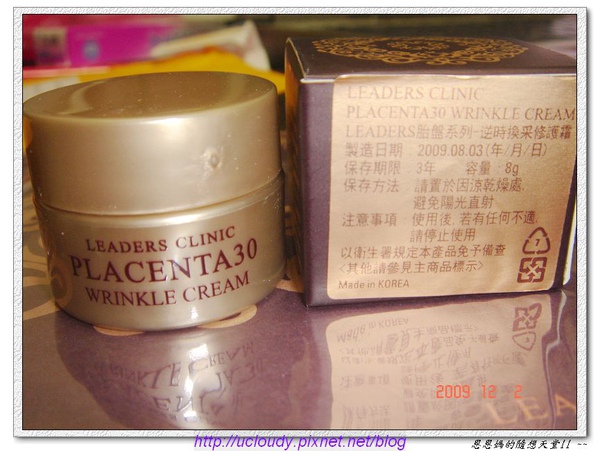 LEADERS CLINIC
PLACENTA30
WRINKLE CREAM
LEADERS CLINIC
PLACENTA30 WRINKLE CREAM
LEADERS胎盤系列-逆時換采修護霜
製造日期 2009.08.03(年/月/日)
保存期限 3年 容量 8g
保存方法 請置於因涼乾燥處,
避免陽光直射
注意事項 使用後,若有任何不適,
請停止使用
以衛生署規定本產品免予備查
<其他請參見主商品標示>
Made in KOREA
2009 12 2
http://ucloudy.pixnet.net/blog
恩恩媽的隨想天堂!! ~~